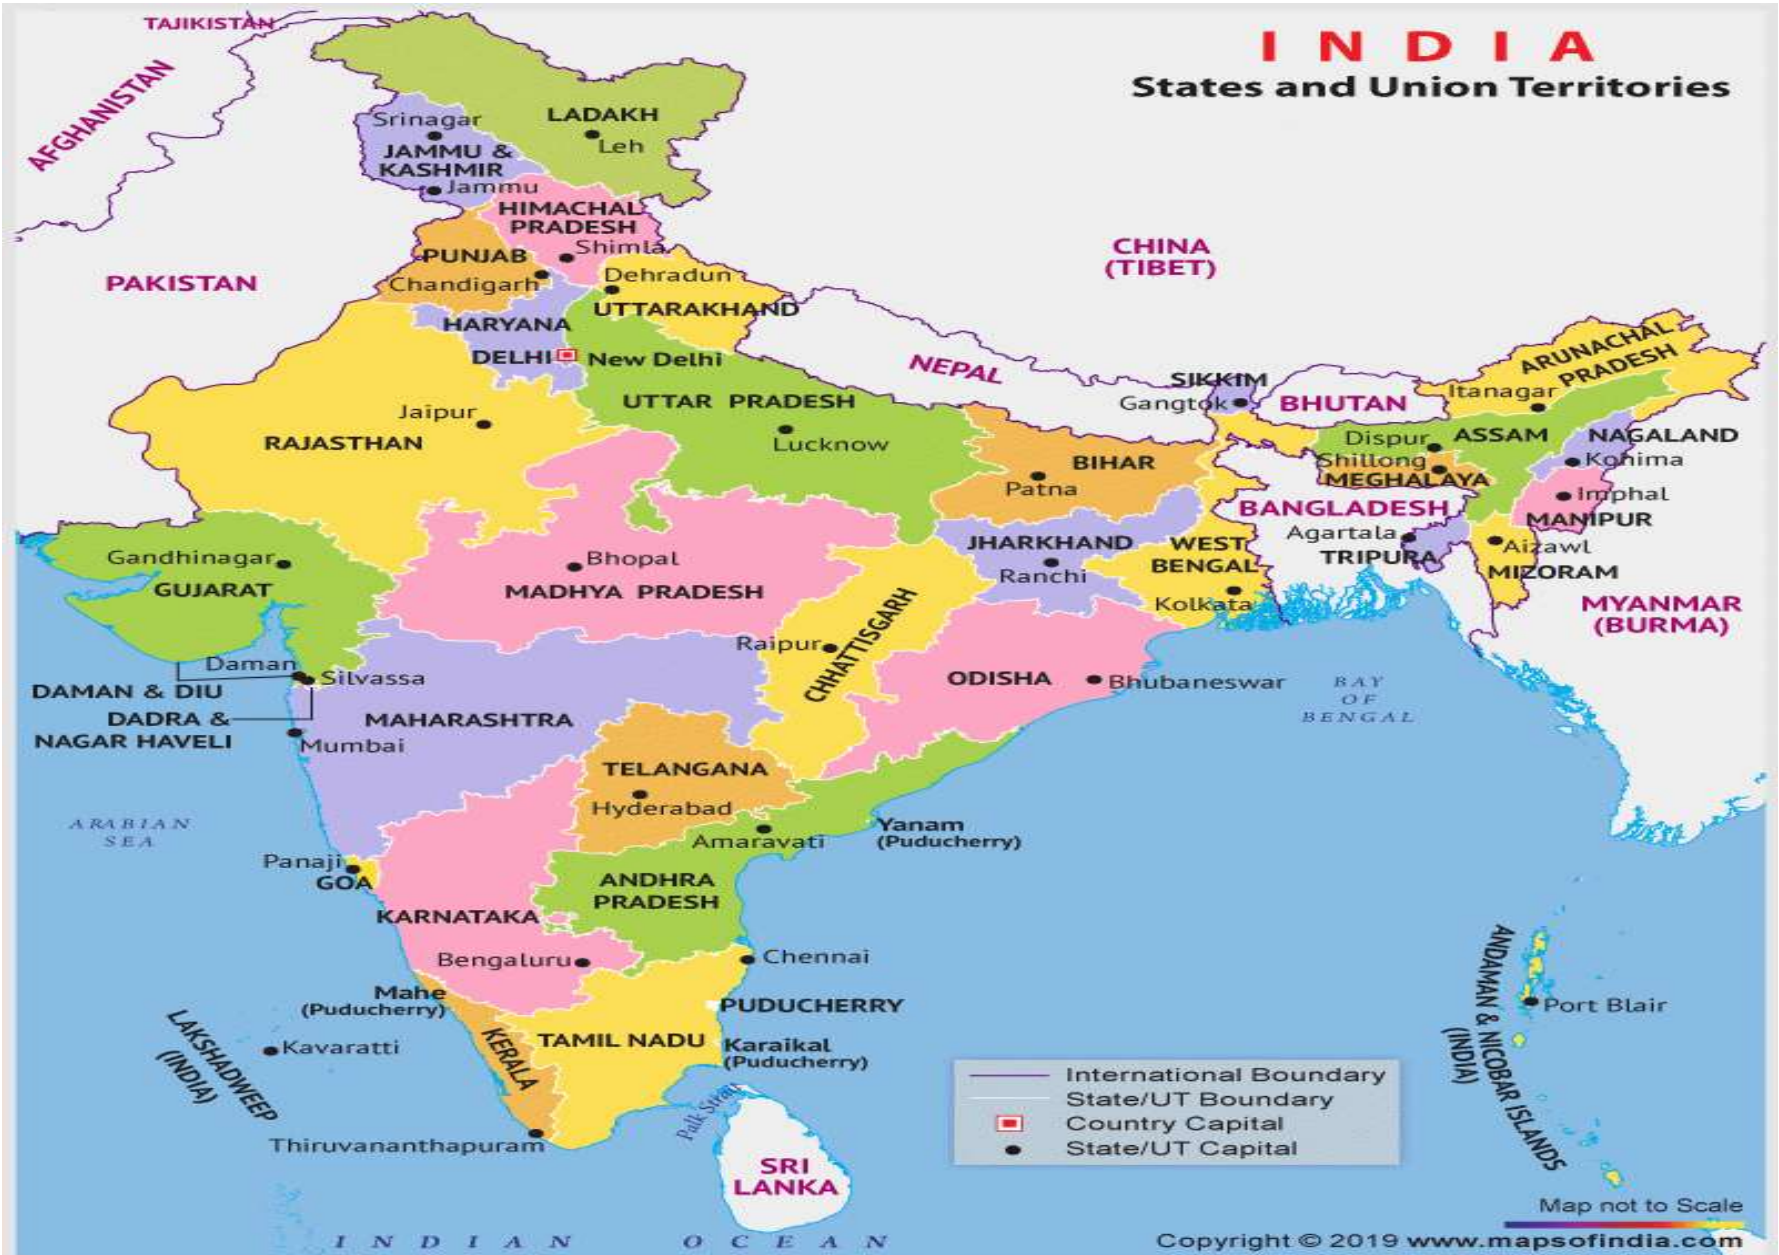 INDIA
States and Union Territories
TAJIKISTAN
AFGHANISTAN
PAKISTAN
CHINA
(TIBET)
NEPAL
BHUTAN
BANGLADESH
MYANMAR
(BURMA)
SRI
LANKA
LADAKH
Leh
Srinagar
JAMMU &
KASHMIR
Jammu
HIMACHAL
PRADESH
Shimla
PUNJAB
Chandigarh
Dehradun
UTTARAKHAND
HARYANA
DELHI
New Delhi
UTTAR PRADESH
Lucknow
Jaipur
RAJASTHAN
BIHAR
Patna
SIKKIM
Gangtok
ARUNACHAL
PRADESH
Itanagar
Dispur
ASSAM
NAGALAND
Kohima
Shillong
MEGHALAYA
Imphal
MANIPUR
Agartala
TRIPURA
Aizawl
MIZORAM
Gandhinagar
GUJARAT
Bhopal
MADHYA PRADESH
JHARKHAND
Ranchi
WEST
BENGAL
Kolkata
Raipur
CHHATTISGARH
ODISHA
Bhubaneswar
Daman
Silvassa
DAMAN & DIU
DADRA &
NAGAR HAVELI
MAHARASHTRA
Mumbai
TELANGANA
Hyderabad
Amaravati
Yanam
(Puducherry)
ANDHRA
PRADESH
Panaji
GOA
KARNATAKA
Bengaluru
Chennai
Mahe
(Puducherry)
PUDUCHERRY
KERALA
TAMIL NADU
Karaikal
(Puducherry)
LAKSHADWEEP
(INDIA)
Kavaratti
Thiruvananthapuram
Palk Strait
ANDAMAN & NICOBAR ISLANDS
(INDIA)
Port Blair
ARABIAN
SEA
BAY
OF
BENGAL
INDIAN OCEAN
International Boundary
State/UT Boundary
Country Capital
State/UT Capital
Map not to Scale
Copyright © 2019 www.mapsofindia.com